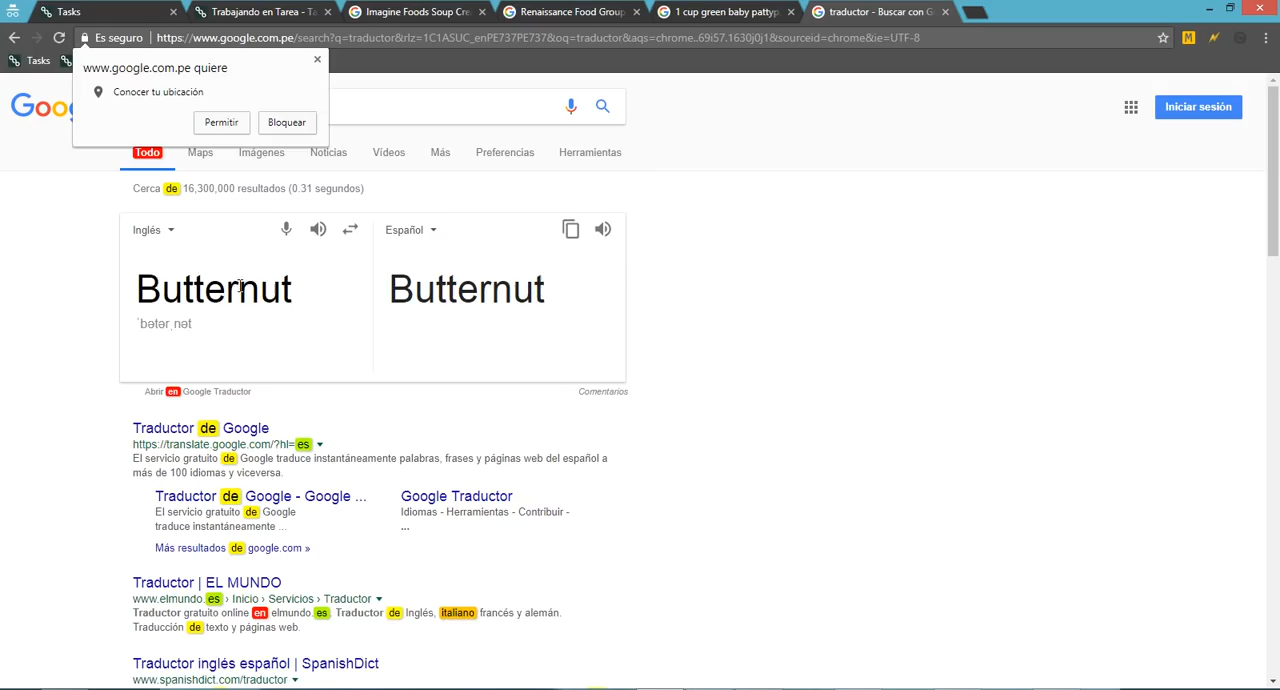 Tasks
Trabajando en Tarea - Ta
Imagine Foods Soup Cre
Renaissance Food Group
1 cup green baby pattyp
traductor - Buscar con G
Es seguro
https://www.google.com.pe/search?q=traductor&rlz=1C1ASUC_enPE737PE737&oq=traductor&aqs=chrome..69i57.1630j0j1&sourceid=chrome&ie=UTF-8
Tasks
www.google.com.pe quiere
Conocer tu ubicación
Permitir
Bloquear
Goo
Iniciar sesión
Todo
Maps
Imágenes
Noticias
Vídeos
Más
Preferencias
Herramientas
Cerca de 16,300,000 resultados (0.31 segundos)
Inglés
Español
Butternut
Butternut
ˈbətərˌnət
Abrir en Google Traductor
Comentarios
Traductor de Google
https://translate.google.com/?hl=es
El servicio gratuito de Google traduce instantáneamente palabras, frases y páginas web del español a
más de 100 idiomas y viceversa.
Traductor de Google - Google ...
El servicio gratuito de Google
traduce instantáneamente ...
Google Traductor
Idiomas - Herramientas - Contribuir -
...
Más resultados de google.com »
Traductor | EL MUNDO
www.elmundo.es › Inicio › Servicios › Traductor
Traductor gratuito online en elmundo.es, Traductor de Inglés, italiano francés y alemán.
Traducción de texto y páginas web.
Traductor inglés español | SpanishDict
www.spanishdict.com/traductor